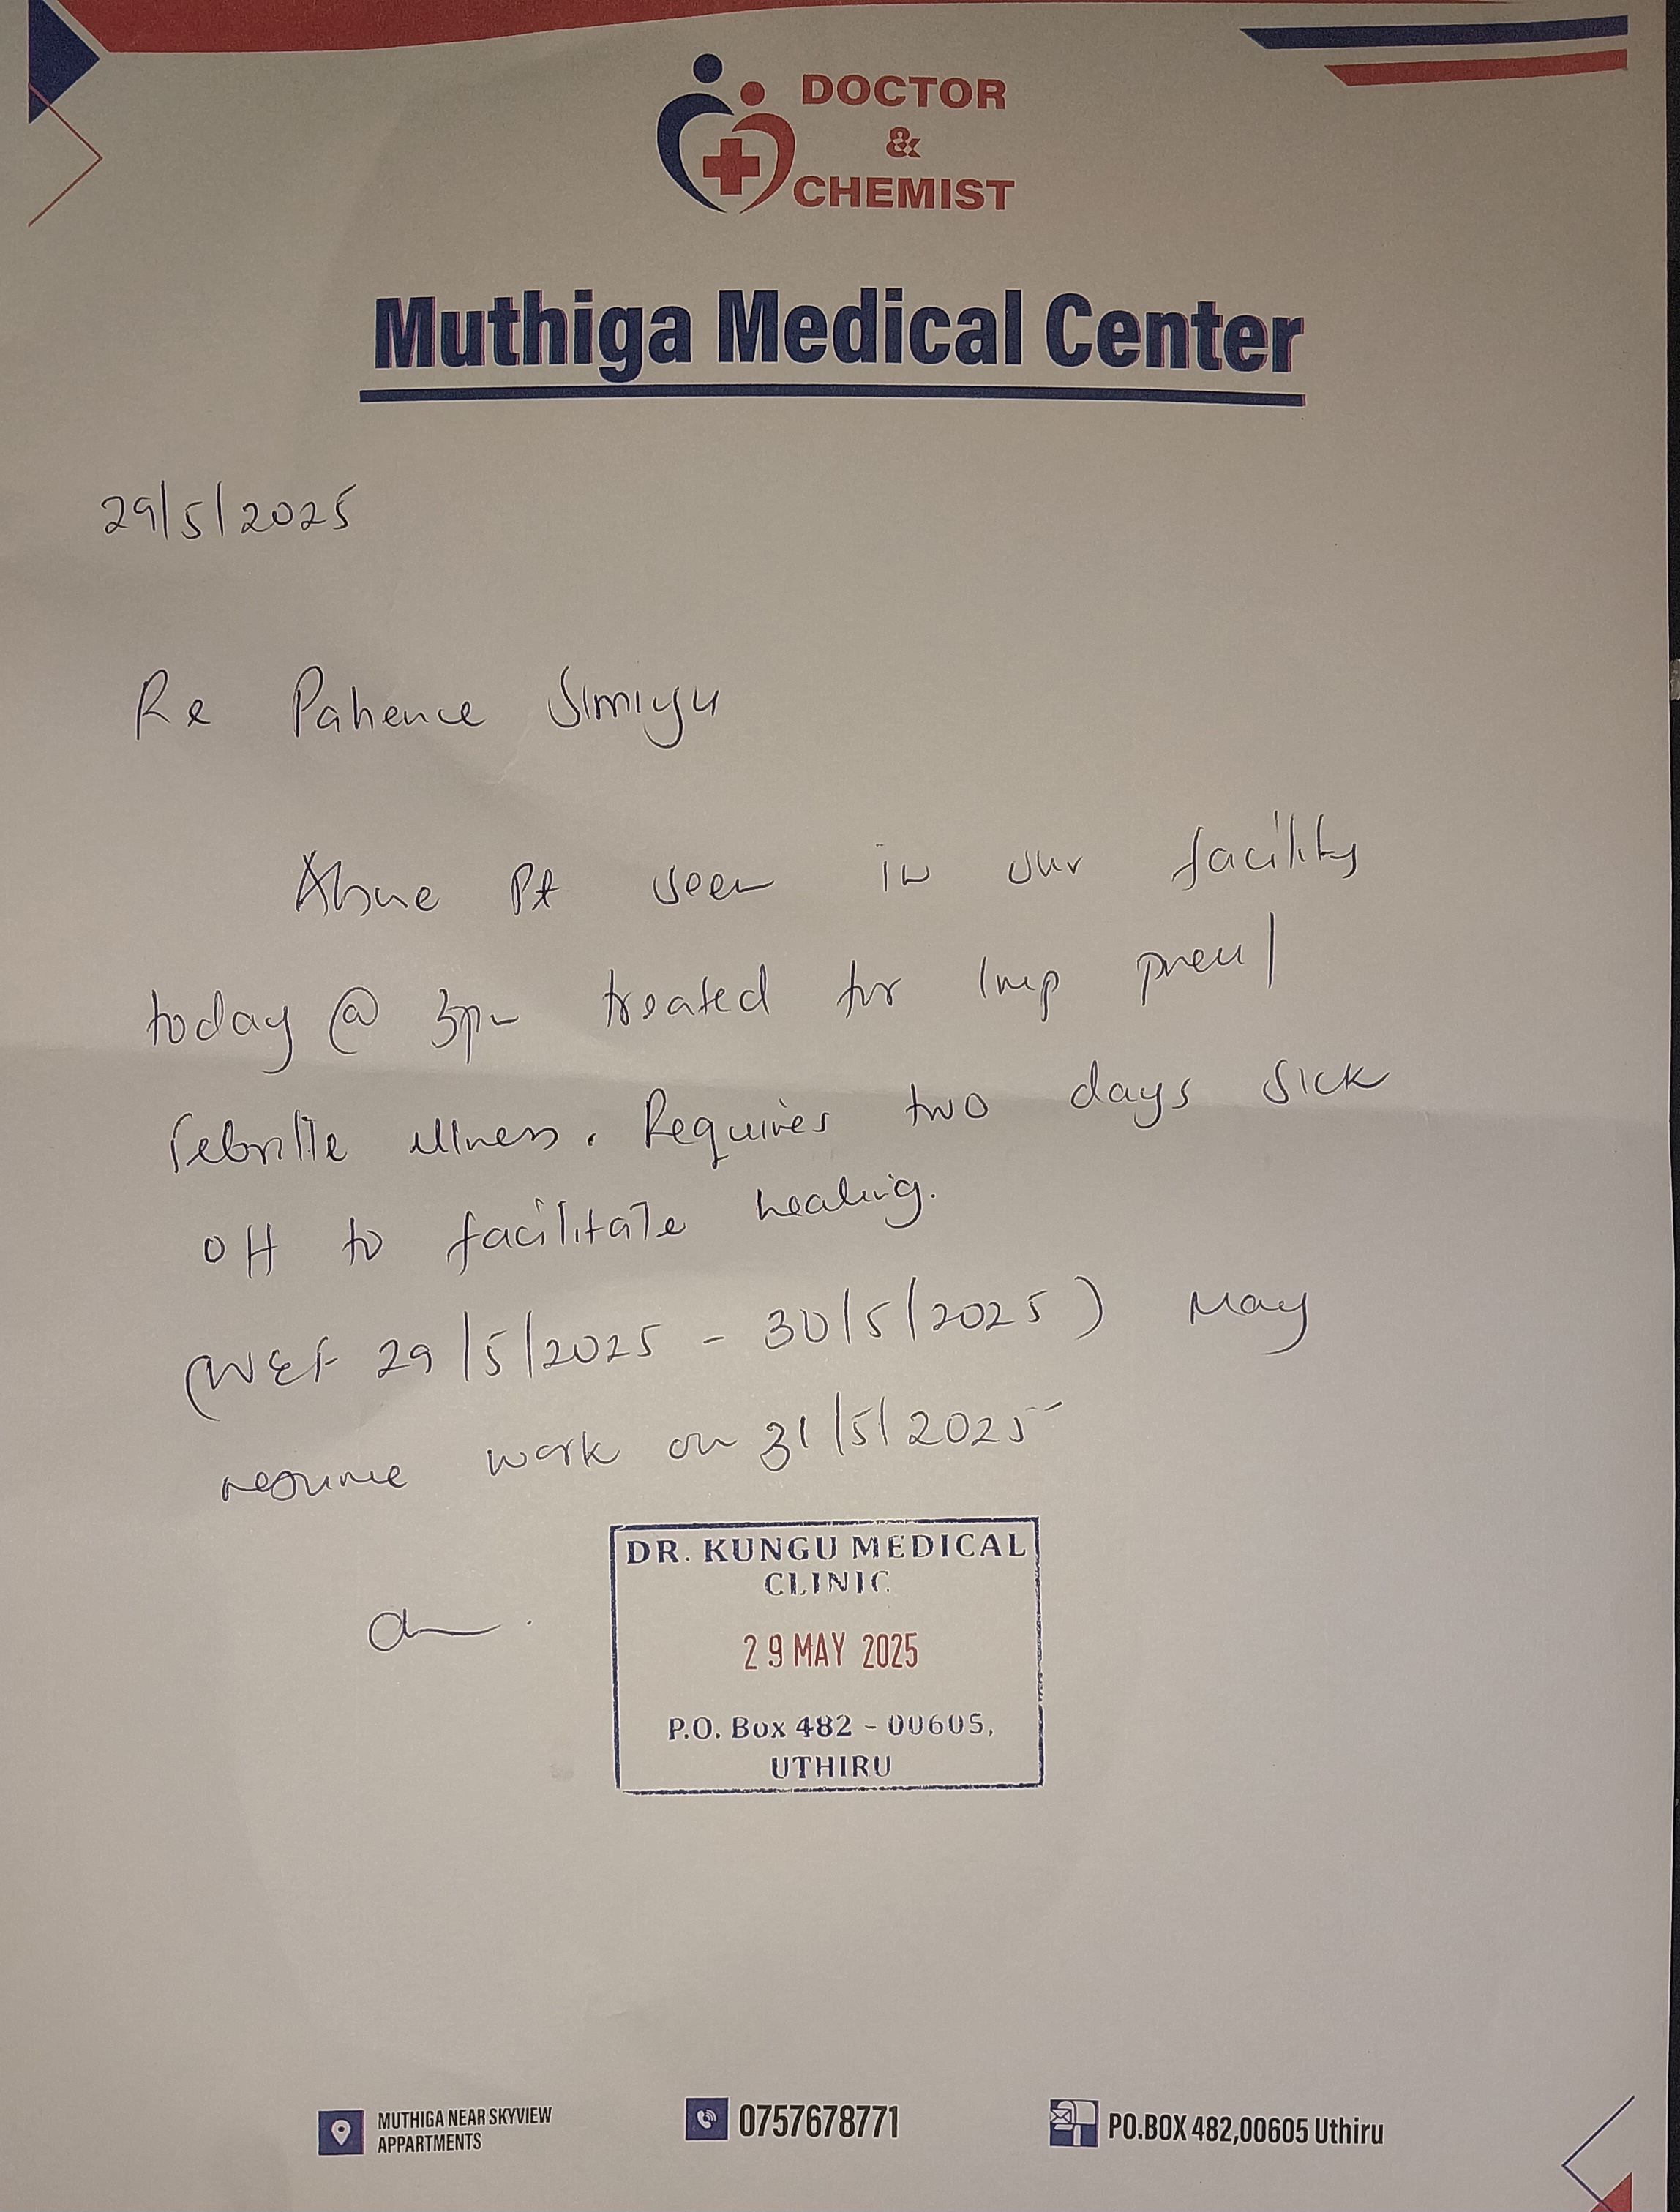 DOCTOR
&
CHEMIST
Muthiga Medical Center
29/5/2025
Re Patience Simiyu
Above Pt seen in our facility
today @ 3pm treated for Imp pneu/
febrile illness. Requires two days sick
off to facilitate healing.
(WEF 29/5/2025 - 30/5/2025) May
resume work on 31/5/2025
DR. KUNGU MEDICAL
CLINIC
29 MAY 2025
P.O. Box 482 - 00605,
UTHIRU
MUTHIGA NEAR SKYVIEW
APPARTMENTS
0757678771
PO.BOX 482,00605 Uthiru